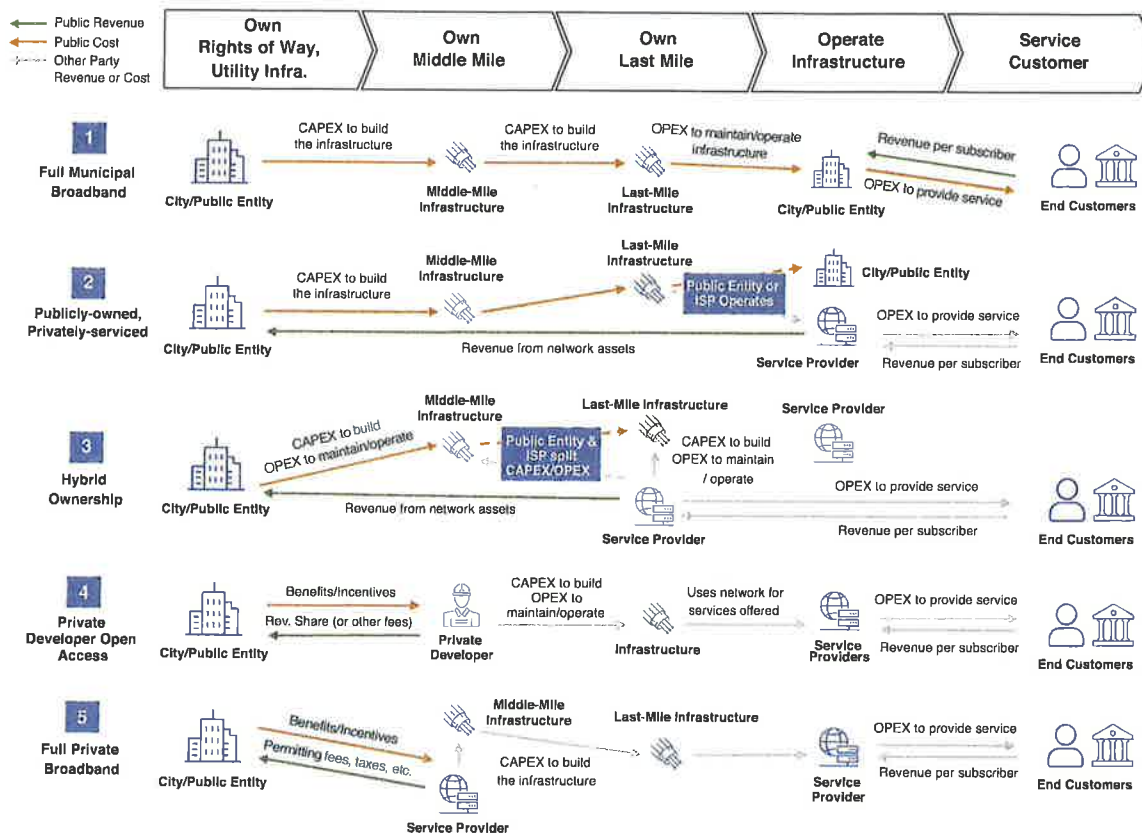 Public Revenue
Public Cost
Other Party
Revenue or Cost
Own
Rights of Way,
Utility Infra.
Own
Middle Mile
Own
Last Mile
Operate
Infrastructure
Service
Customer
1
Full Municipal
Broadband
City/Public Entity
CAPEX to build
the infrastructure
Middle-Mile
Infrastructure
CAPEX to build
the infrastructure
Last-Mile
Infrastructure
OPEX to maintain/operate
infrastructure
City/Public Entity
Revenue per subscriber
OPEX to provide service
End Customers
2
Publicly-owned,
Privately-serviced
City/Public Entity
CAPEX to build
the infrastructure
Middle-Mile
Infrastructure
Last-Mile
Infrastructure
Public Entity or
ISP Operates
City/Public Entity
Revenue from network assets
Service Provider
OPEX to provide service
Revenue per subscriber
End Customers
3
Hybrid
Ownership
City/Public Entity
CAPEX to build
OPEX to maintain/operate
Middle-Mile
Infrastructure
Public Entity &
ISP split
CAPEX/OPEX
Last-Mile Infrastructure
CAPEX to build
OPEX to maintain
/ operate
Service Provider
Revenue from network assets
Service Provider
OPEX to provide service
Revenue per subscriber
End Customers
4
Private
Developer Open
Access
City/Public Entity
Benefits/Incentives
Rev. Share (or other fees)
Private
Developer
CAPEX to build
OPEX to
maintain/operate
Infrastructure
Uses network for
services offered
Service
Providers
OPEX to provide service
Revenue per subscriber
End Customers
5
Full Private
Broadband
City/Public Entity
Benefits/Incentives
Permitting fees, taxes, etc.
Service Provider
Middle-Mile
Infrastructure
CAPEX to build
the infrastructure
Last-Mile Infrastructure
Service
Provider
OPEX to provide service
Revenue per subscriber
End Customers